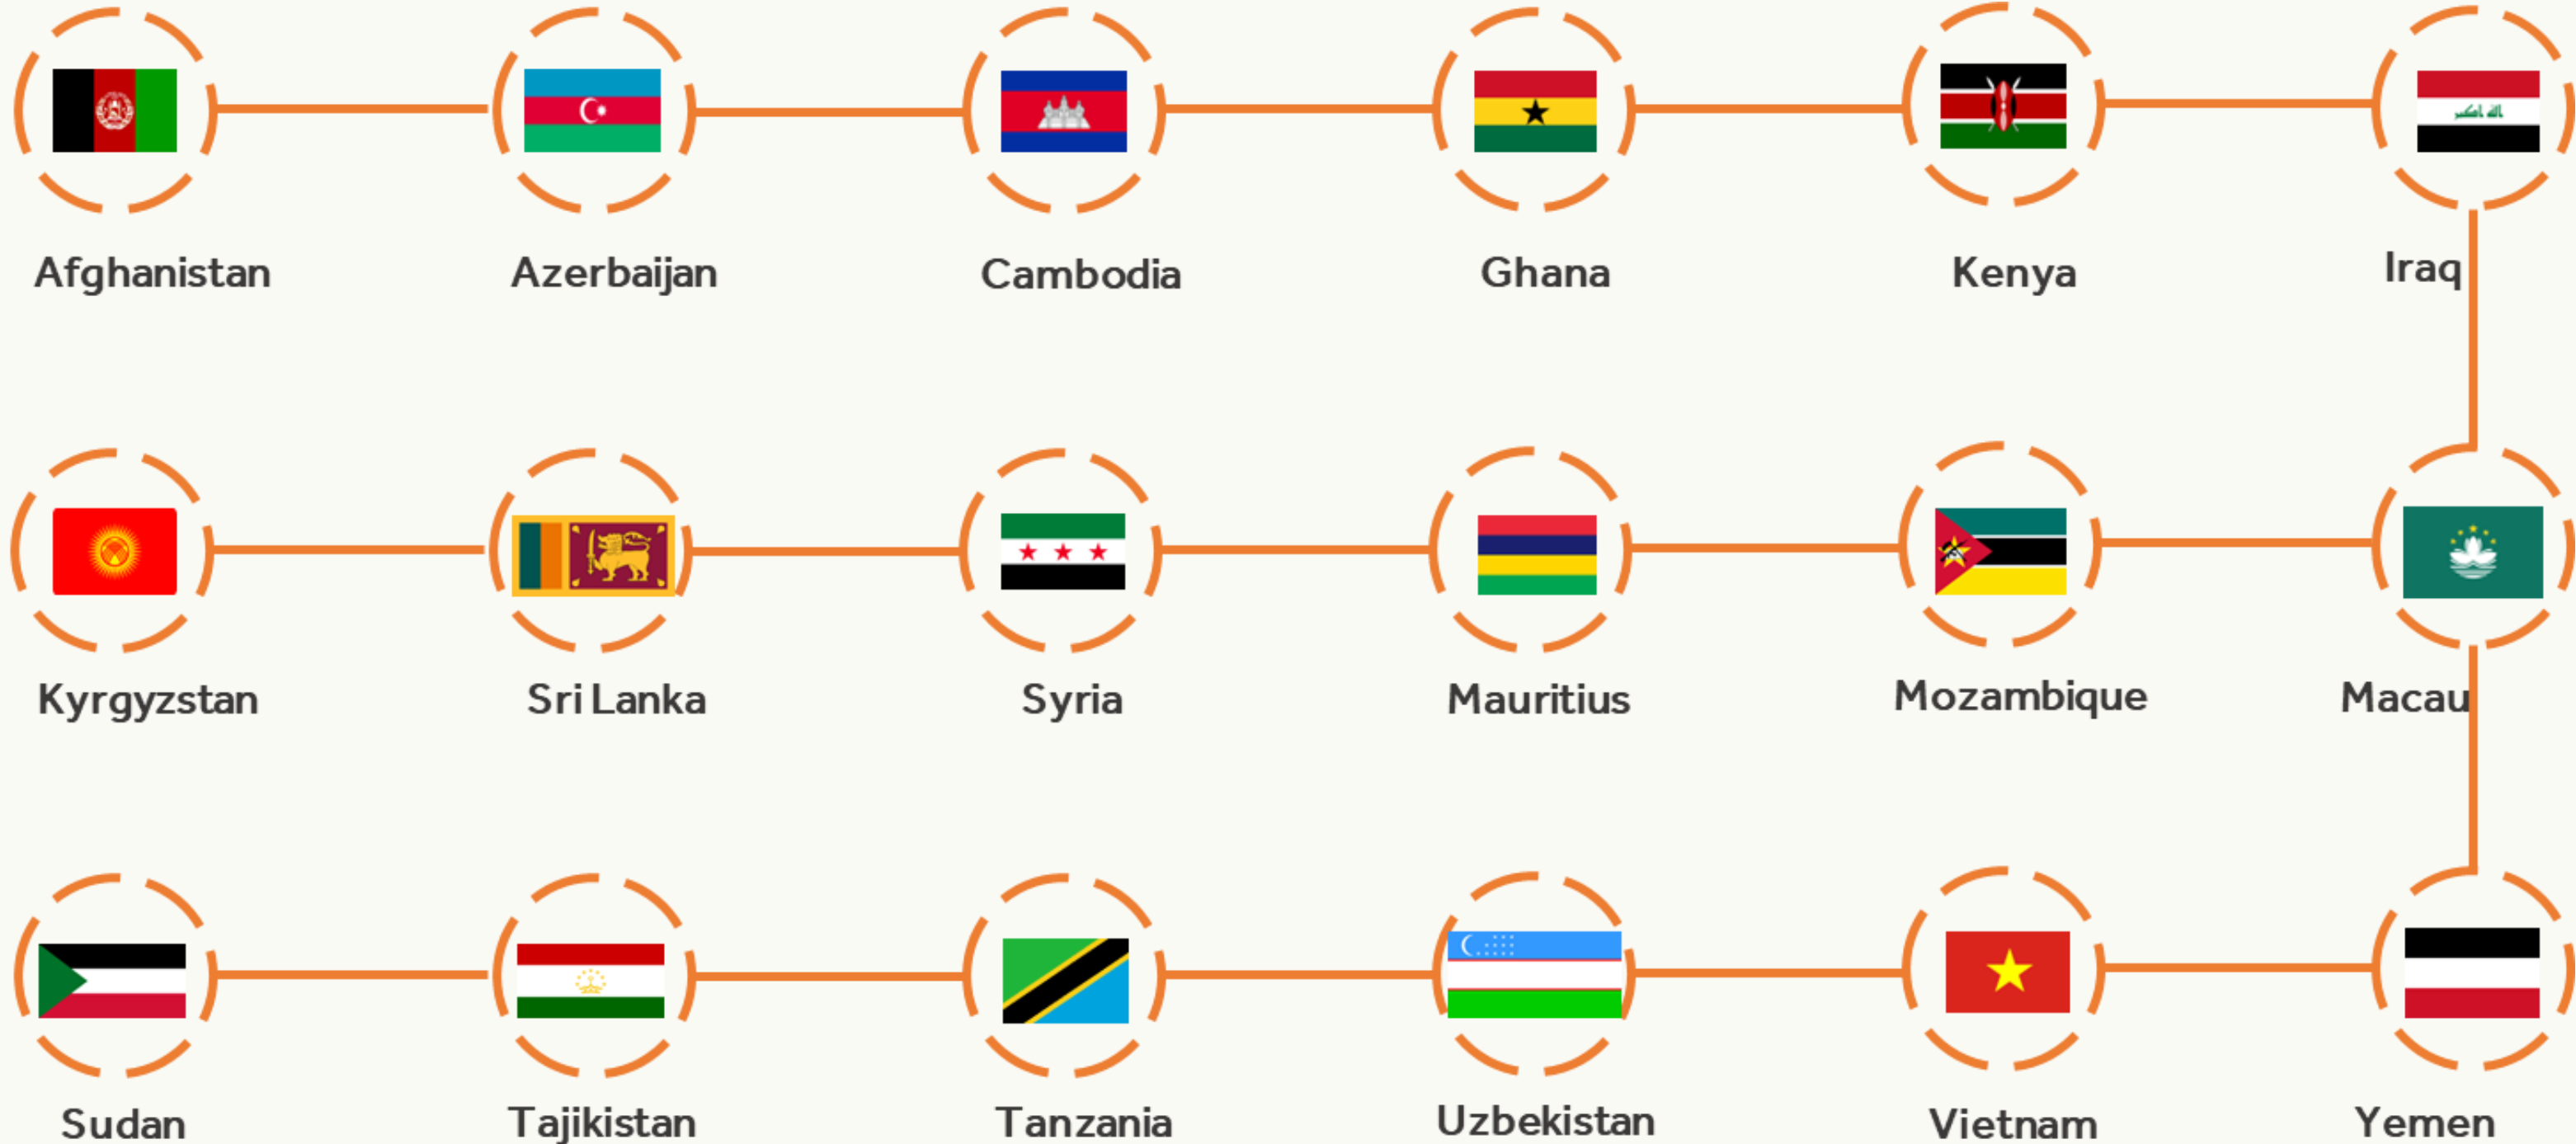 Afghanistan
Azerbaijan
Cambodia
Ghana
Kenya
Iraq
Kyrgyzstan
Sri Lanka
Syria
Mauritius
Mozambique
Macau
Sudan
Tajikistan
Tanzania
Uzbekistan
Vietnam
Yemen